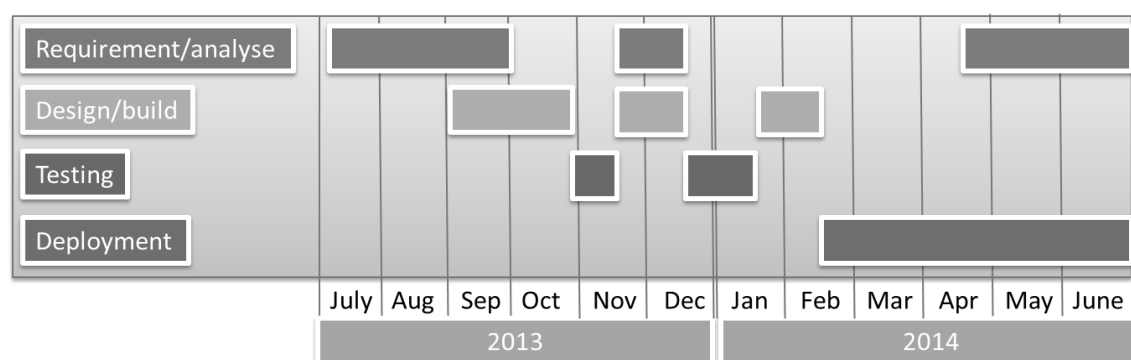 Requirement/analyse
Design/build
Testing
Deployment
July Aug Sep Oct Nov Dec Jan Feb Mar Apr May June
2013 2014